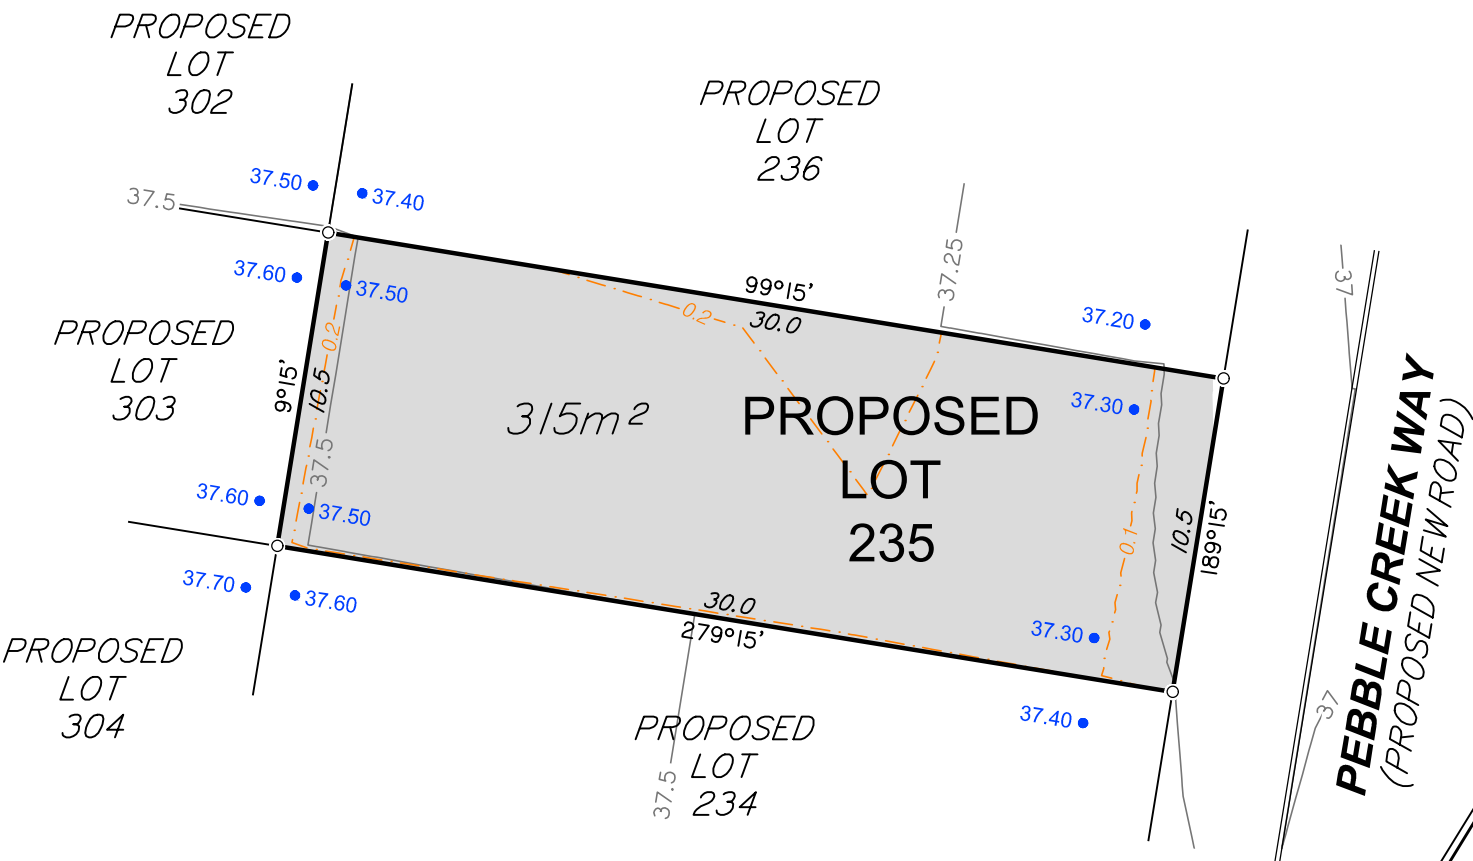 PROPOSED
LOT
302
PROPOSED
LOT
236
37.50
37.40
37.5
37.60
37.50
37.25
99°15'
30.0
0.2
37.20
37
PROPOSED
LOT
303
0.2
9°15'
10.5
37.5
315m²
PROPOSED
LOT
235
37.30
37.60
37.50
0.1
10.5
189°15'
PEBBLE CREEK WAY
(PROPOSED NEW ROAD)
37.70
37.60
30.0
279°15'
37.30
PROPOSED
LOT
304
37.40
37
PROPOSED
LOT
234
37.5